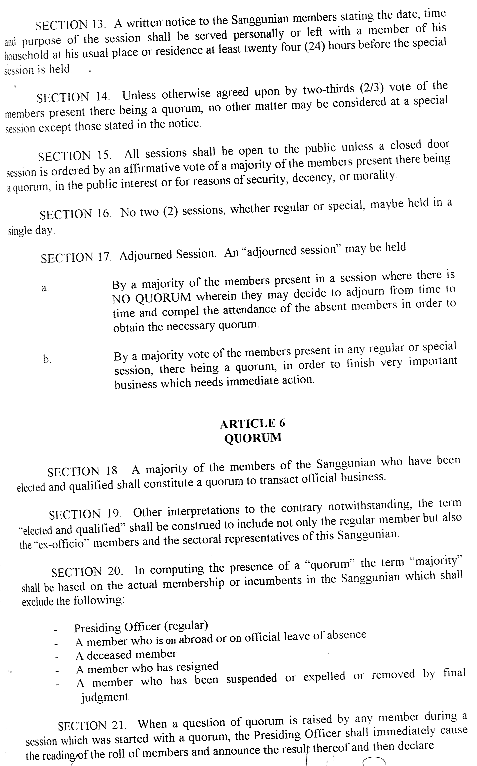 SECTION 13. A written notice to the Sanggunian members stating the date, time
and purpose of the session shall be served personally or left with a member of his
household at his usual place or residence at least twenty four (24) hours before the special
session is held
SECTION 14. Unless otherwise agreed upon by two-thirds (2/3) vote of the
members present there being a quorum, no other matter may be considered at a special
session except those stated in the notice.
SECTION 15. All sessions shall be open to the public unless a closed door
session is ordered by an affirmative vote of a majority of the members present there being
a quorum, in the public interest or for reasons of security, decency, or morality.
SECTION 16. No two (2) sessions, whether regular or special, maybe held in a
single day.
SECTION 17. Adjourned Session. An "adjourned session" may be held
a By a majority of the members present in a session where there is
NO QUORUM wherein they may decide to adjourn from time to
time and compel the attendance of the absent members in order to
obtain the necessary quorum
b. By a majority vote of the members present in any regular or special
session, there being a quorum, in order to finish very important
business which needs immediate action.
ARTICLE 6
QUORUM
SECTION 18 A majority of the members of the Sanggunian who have been
elected and qualified shall constitute a quorum to transact official business.
SECTION 19. Other interpretations to the contrary notwithstanding, the term
"elected and qualified" shall be construed to include not only the regular member but also
the "ex-officio" members and the sectoral representatives of this Sanggunian.
SECTION 20. In computing the presence of a "quorum" the term "majority"
shall be based on the actual membership or incumbents in the Sanggunian which shall
exclude the following:
- Presiding Officer (regular)
- A member who is on abroad or on official leave of absence
- A deceased member
- A member who has resigned
- A member who has been suspended or expelled or removed by final
judgment
SECTION 21. When a question of quorum is raised by any member during a
session which was started with a quorum, the Presiding Officer shall immediately cause
the reading of the roll of members and announce the result thereof and then declare